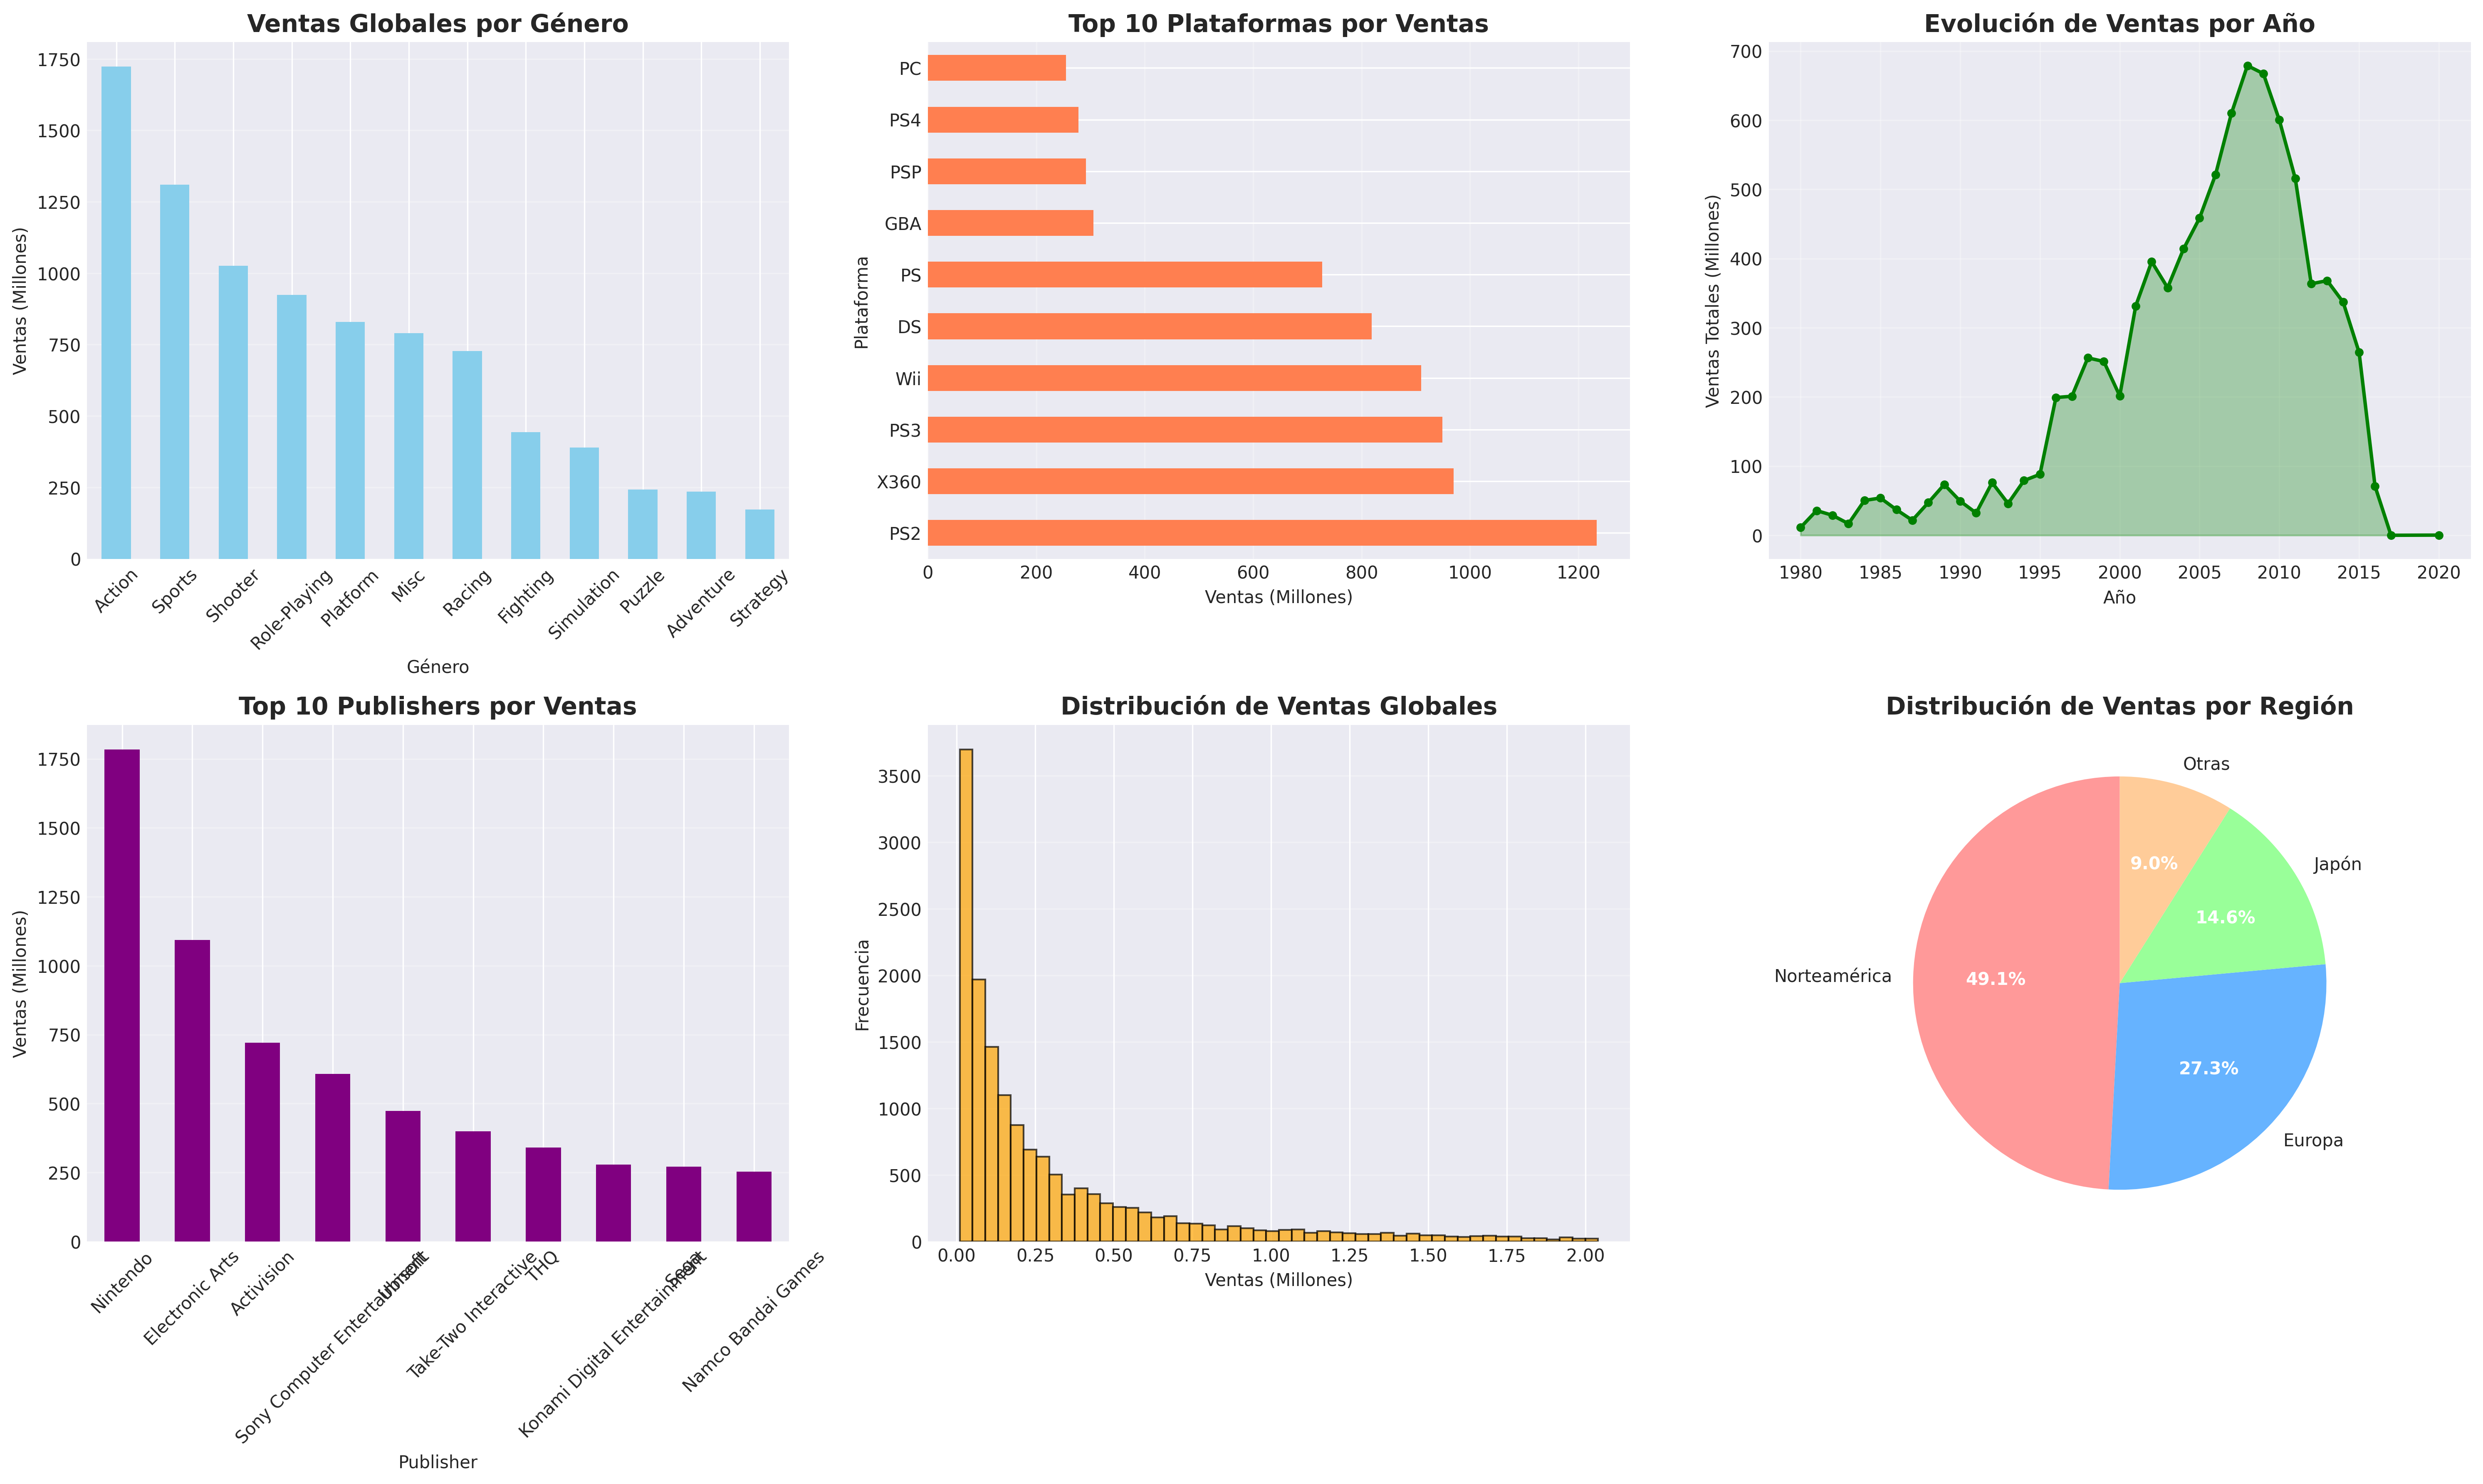 Ventas Globales por Género
Ventas (Millones)
1750
1500
1250
1000
750
500
250
0
Action
Sports
Shooter
Role-Playing
Platform
Misc
Racing
Fighting
Simulation
Puzzle
Adventure
Strategy
Género
Top 10 Plataformas por Ventas
Plataforma
PC
PS4
PSP
GBA
PS
DS
Wii
PS3
X360
PS2
0
200
400
600
800
1000
1200
Ventas (Millones)
Evolución de Ventas por Año
Ventas Totales (Millones)
700
600
500
400
300
200
100
0
1980
1985
1990
1995
2000
2005
2010
2015
2020
Año
Top 10 Publishers por Ventas
Ventas (Millones)
1750
1500
1250
1000
750
500
250
0
Nintendo
Electronic Arts
Activision
Sony Computer Entertainment
Ubisoft
Take-Two Interactive
THQ
Konami Digital Entertainment
Sega
Namco Bandai Games
Publisher
Distribución de Ventas Globales
Frecuencia
3500
3000
2500
2000
1500
1000
500
0
0.00
0.25
0.50
0.75
1.00
1.25
1.50
1.75
2.00
Ventas (Millones)
Distribución de Ventas por Región
Otras
9.0%
Japón
14.6%
Norteamérica
49.1%
27.3%
Europa